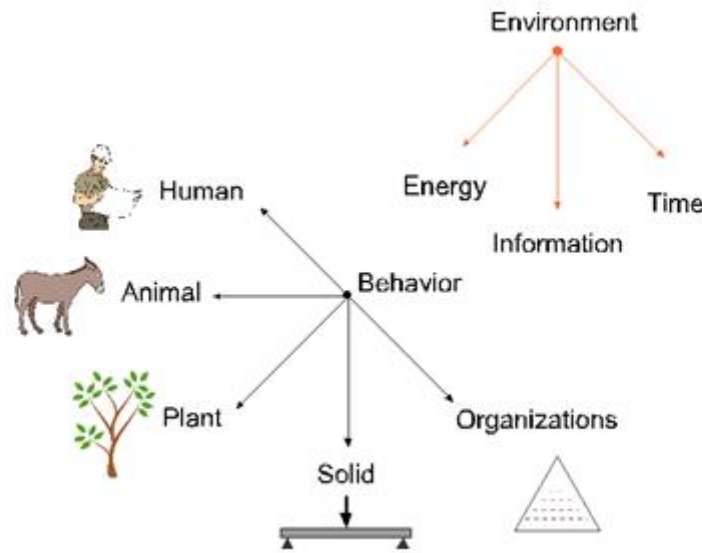 Environment
Energy
Time
Information
Human
Animal
Behavior
Plant
Organizations
Solid